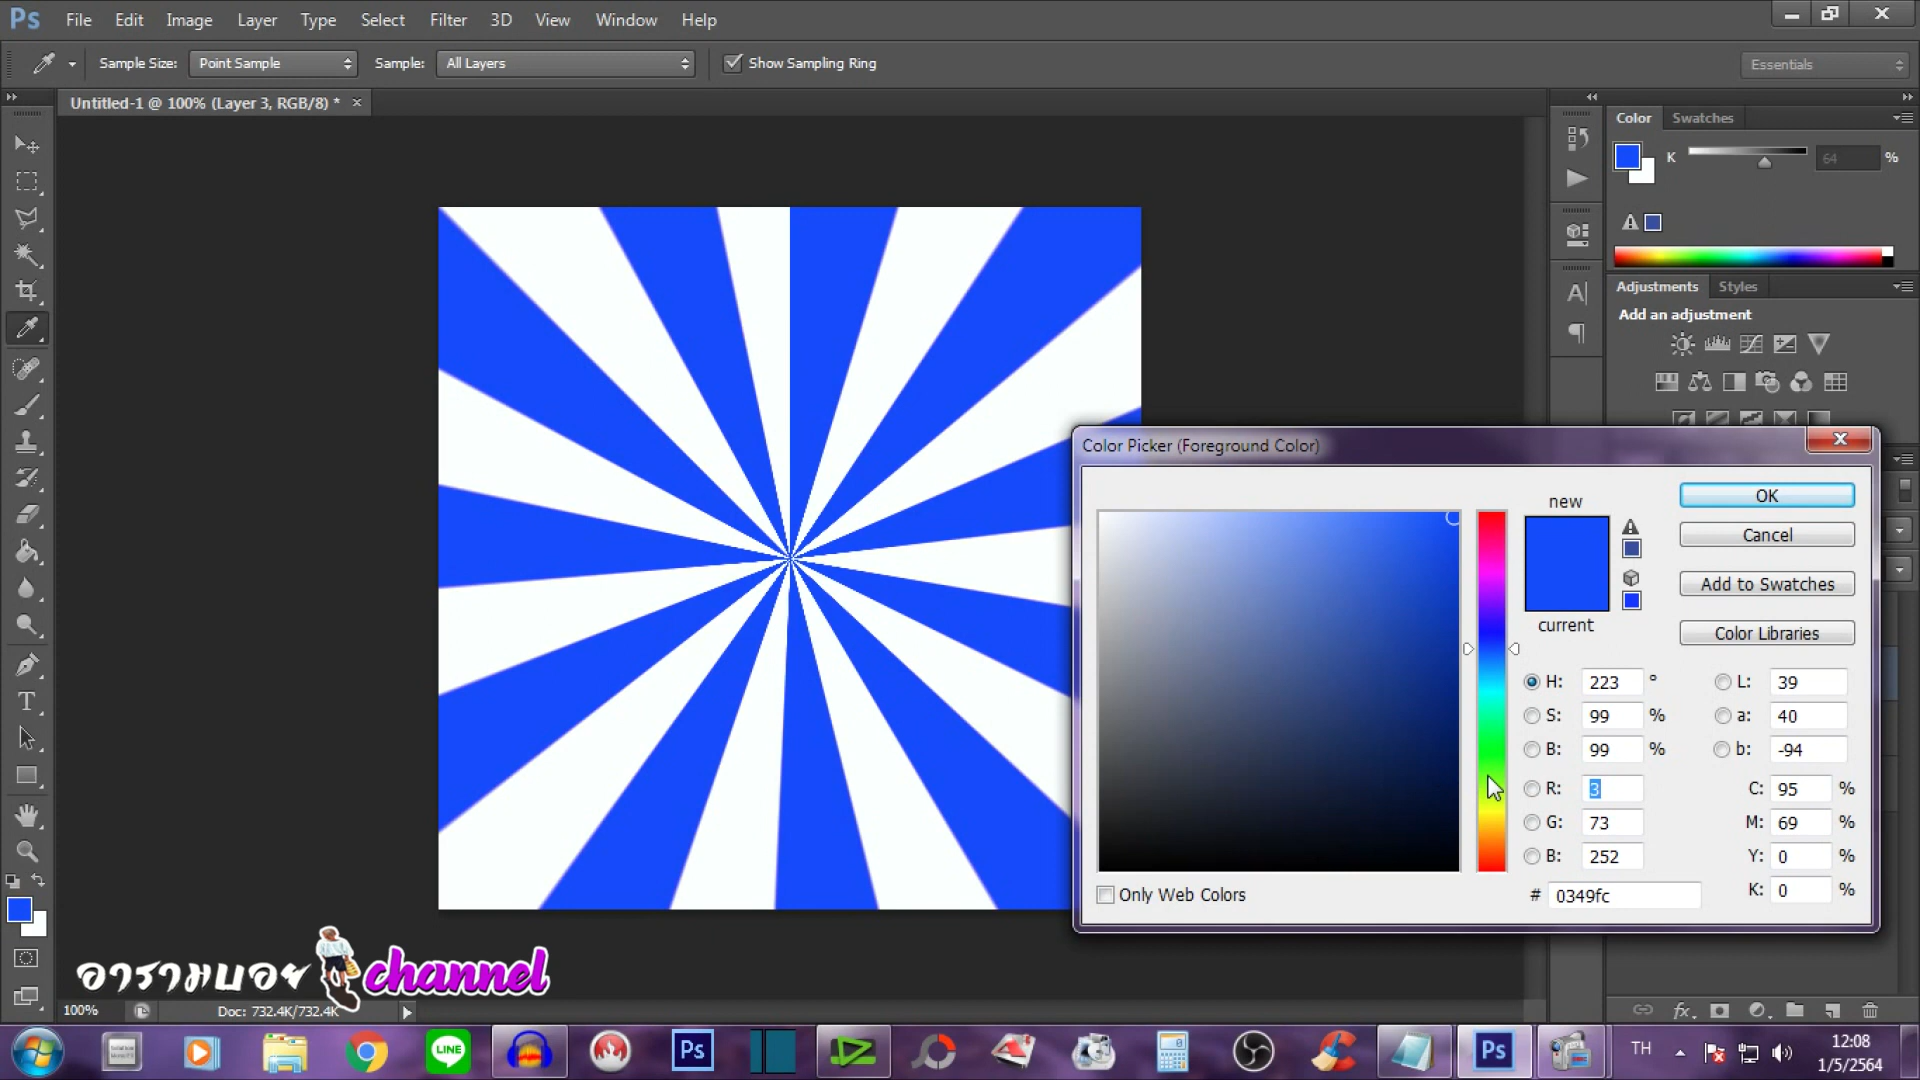 Ps File Edit Image Layer Type Select Filter 3D View Window Help
Sample Size: Point Sample Sample: All Layers Show Sampling Ring Essentials
Untitled-1 @ 100% (Layer 3, RGB/8) * ×
Color Swatches
K 64 %
Adjustments Styles
Add an adjustment
Color Picker (Foreground Color)
new
OK
Cancel
Add to Swatches
current
Color Libraries
H: 223 ° L: 39
S: 99 % a: 40
B: 99 % b: -94
R: 3 C: 95 %
G: 73 M: 69 %
B: 252 Y: 0 %
Only Web Colors # 0349fc K: 0 %
อารามบอย channel
100% Doc: 732.4K/732.4K
LINE Ps Ps TH 12:08
1/5/2564